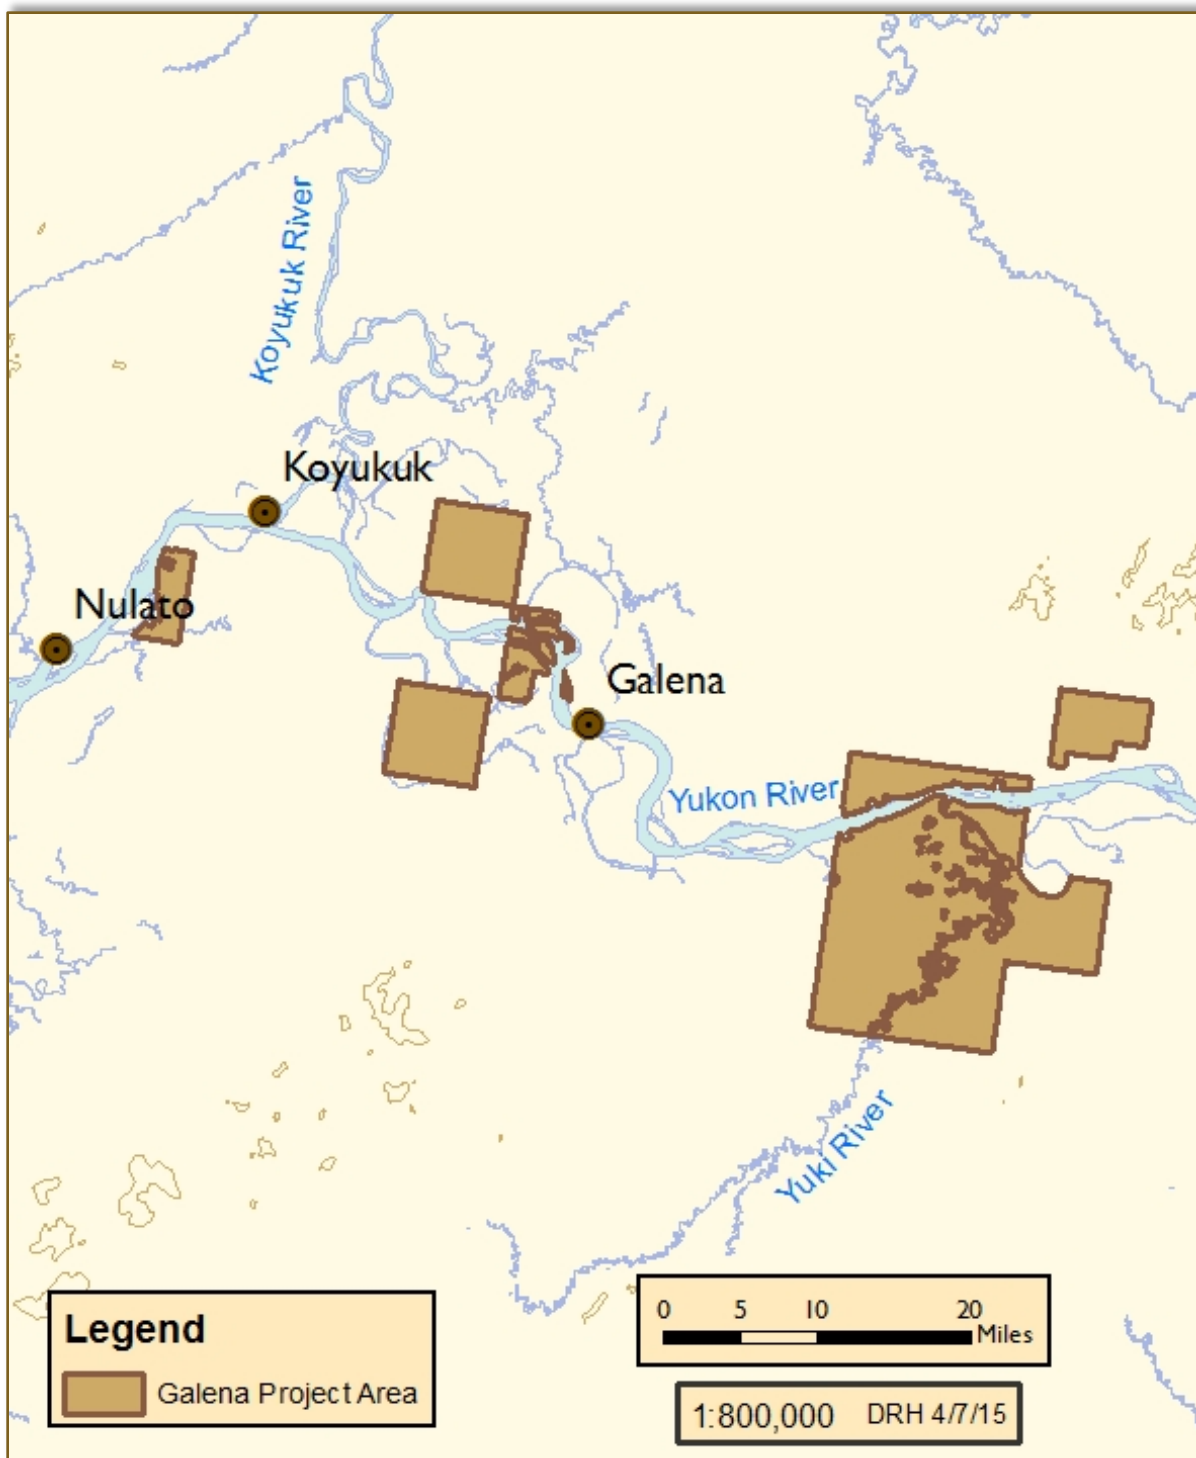 Koyukuk River
Koyukuk
Nulato
Galena
Yukon River
Yuki River
Legend
Galena Project Area
0 5 10 20
Miles
1:800,000 DRH 4/7/15